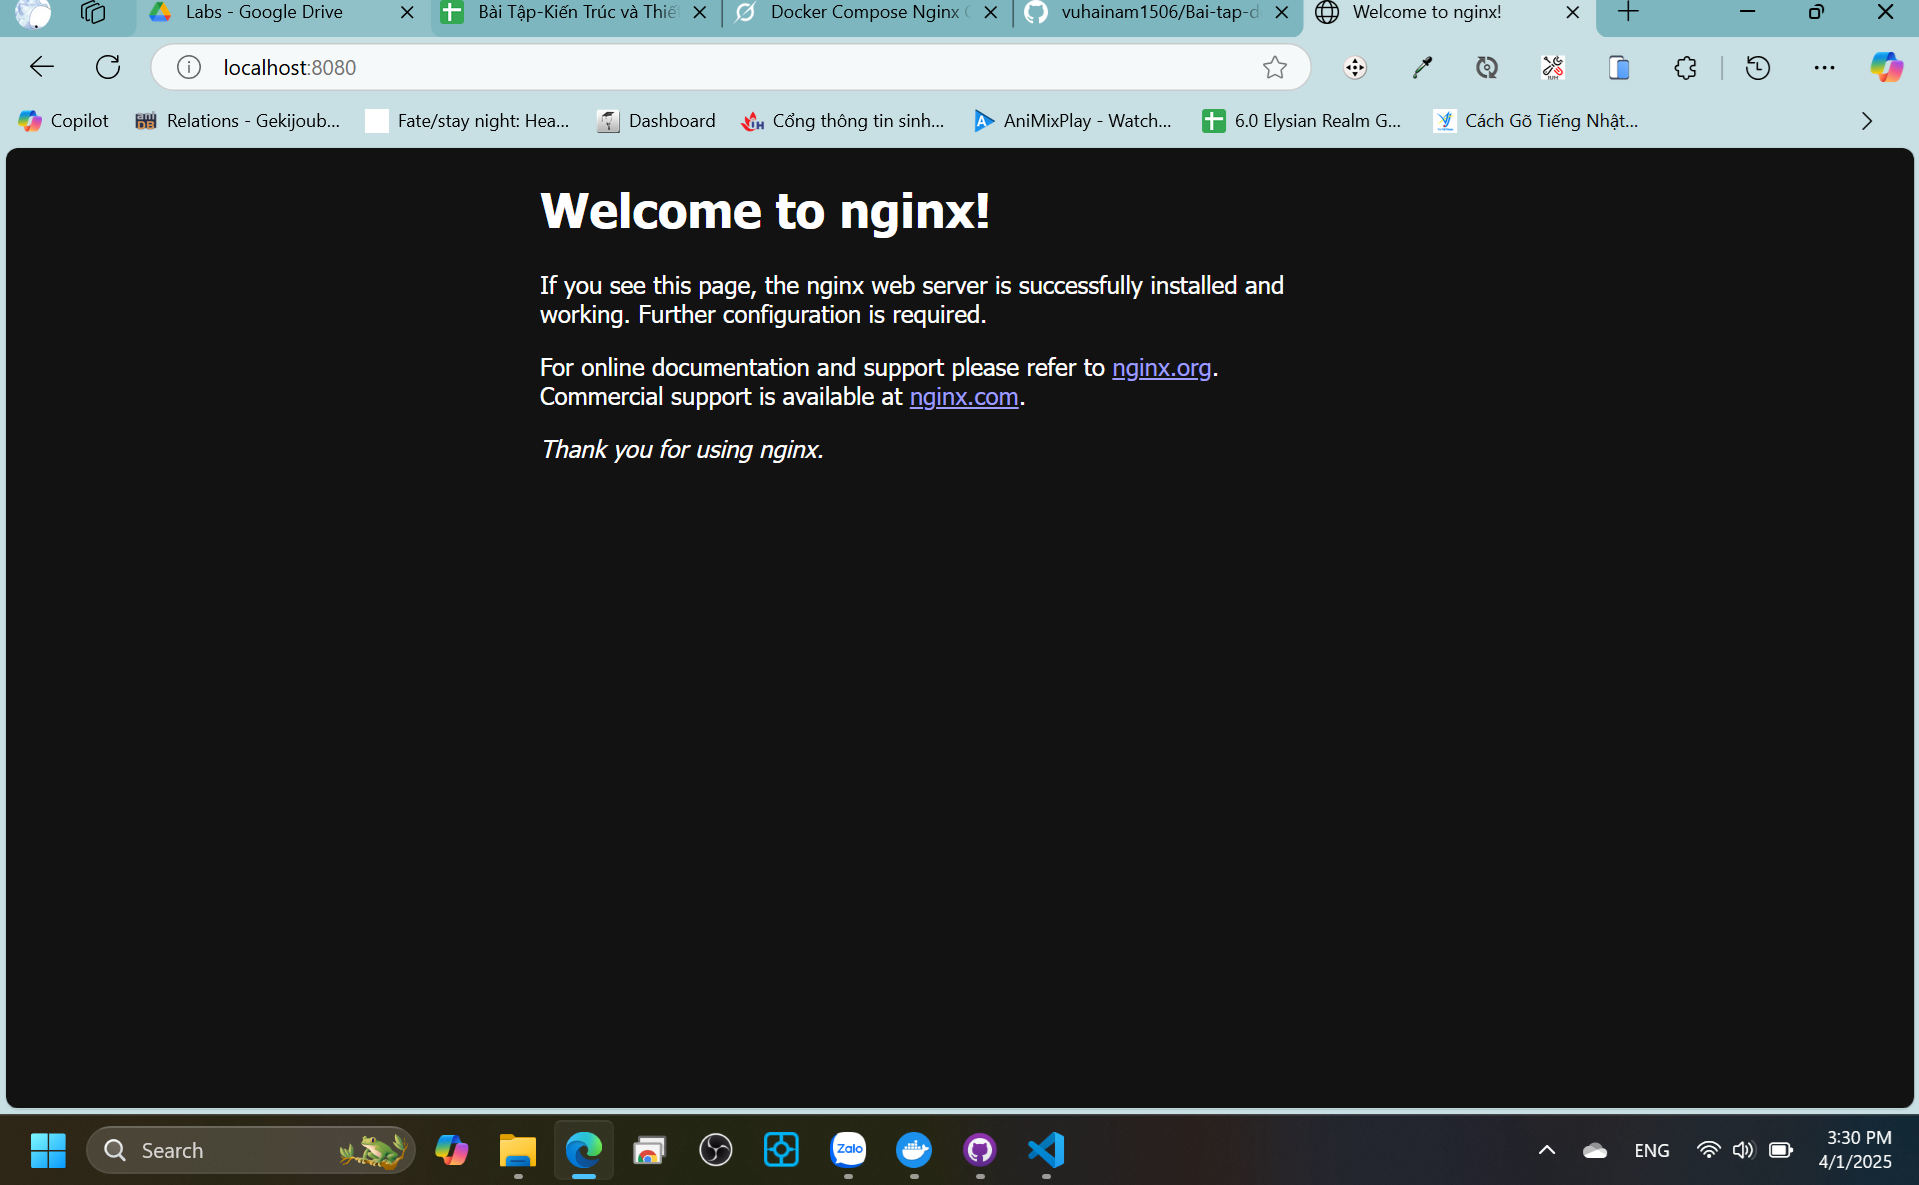 Labs - Google Drive
Bài Tập-Kiến Trúc và Thiết
Docker Compose Nginx
vuhainam1506/Bai-tap-d
Welcome to nginx!
localhost:8080
Copilot
Relations - Gekijoub...
Fate/stay night: Hea...
Dashboard
Cổng thông tin sinh...
AniMixPlay - Watch...
6.0 Elysian Realm G...
Cách Gõ Tiếng Nhật...
Welcome to nginx!
If you see this page, the nginx web server is successfully installed and
working. Further configuration is required.
For online documentation and support please refer to nginx.org.
Commercial support is available at nginx.com.
Thank you for using nginx.
Search
Zalo
ENG
3:30 PM
4/1/2025